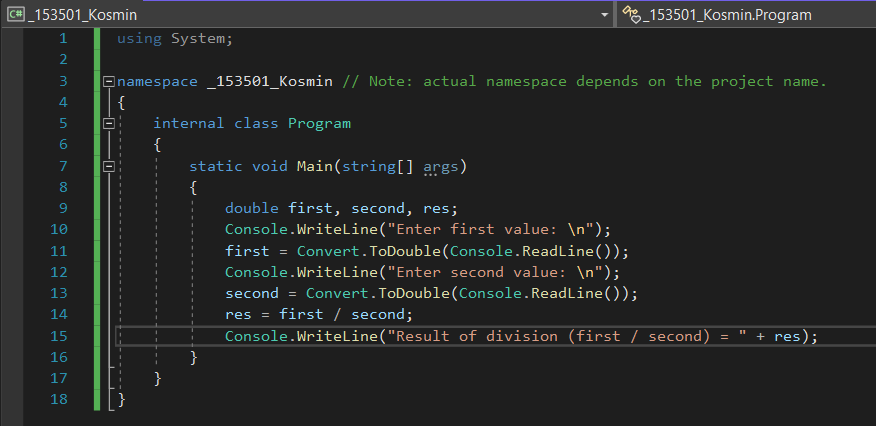 C# _153501_Kosmin _153501_Kosmin.Program
1 using System;
2
3 namespace _153501_Kosmin // Note: actual namespace depends on the project name.
4 {
5 internal class Program
6 {
7 static void Main(string[] args)
8 {
9 double first, second, res;
10 Console.WriteLine("Enter first value: \n");
11 first = Convert.ToDouble(Console.ReadLine());
12 Console.WriteLine("Enter second value: \n");
13 second = Convert.ToDouble(Console.ReadLine());
14 res = first / second;
15 Console.WriteLine("Result of division (first / second) = " + res);
16 }
17 }
18 }